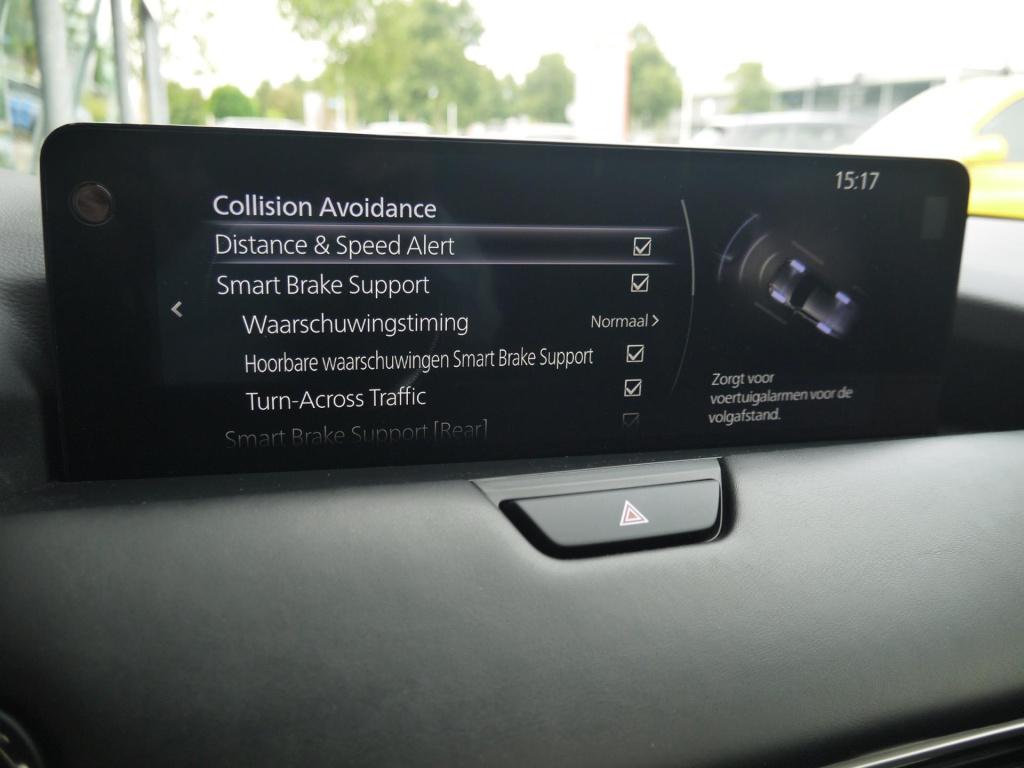 15:17
Collision Avoidance
Distance & Speed Alert
Smart Brake Support
Waarschuwingstiming Normaal >
Hoorbare waarschuwingen Smart Brake Support
Turn-Across Traffic
Smart Brake Support [Rear]
Zorgt voor
voertuigalarmen voor de
volgafstand.